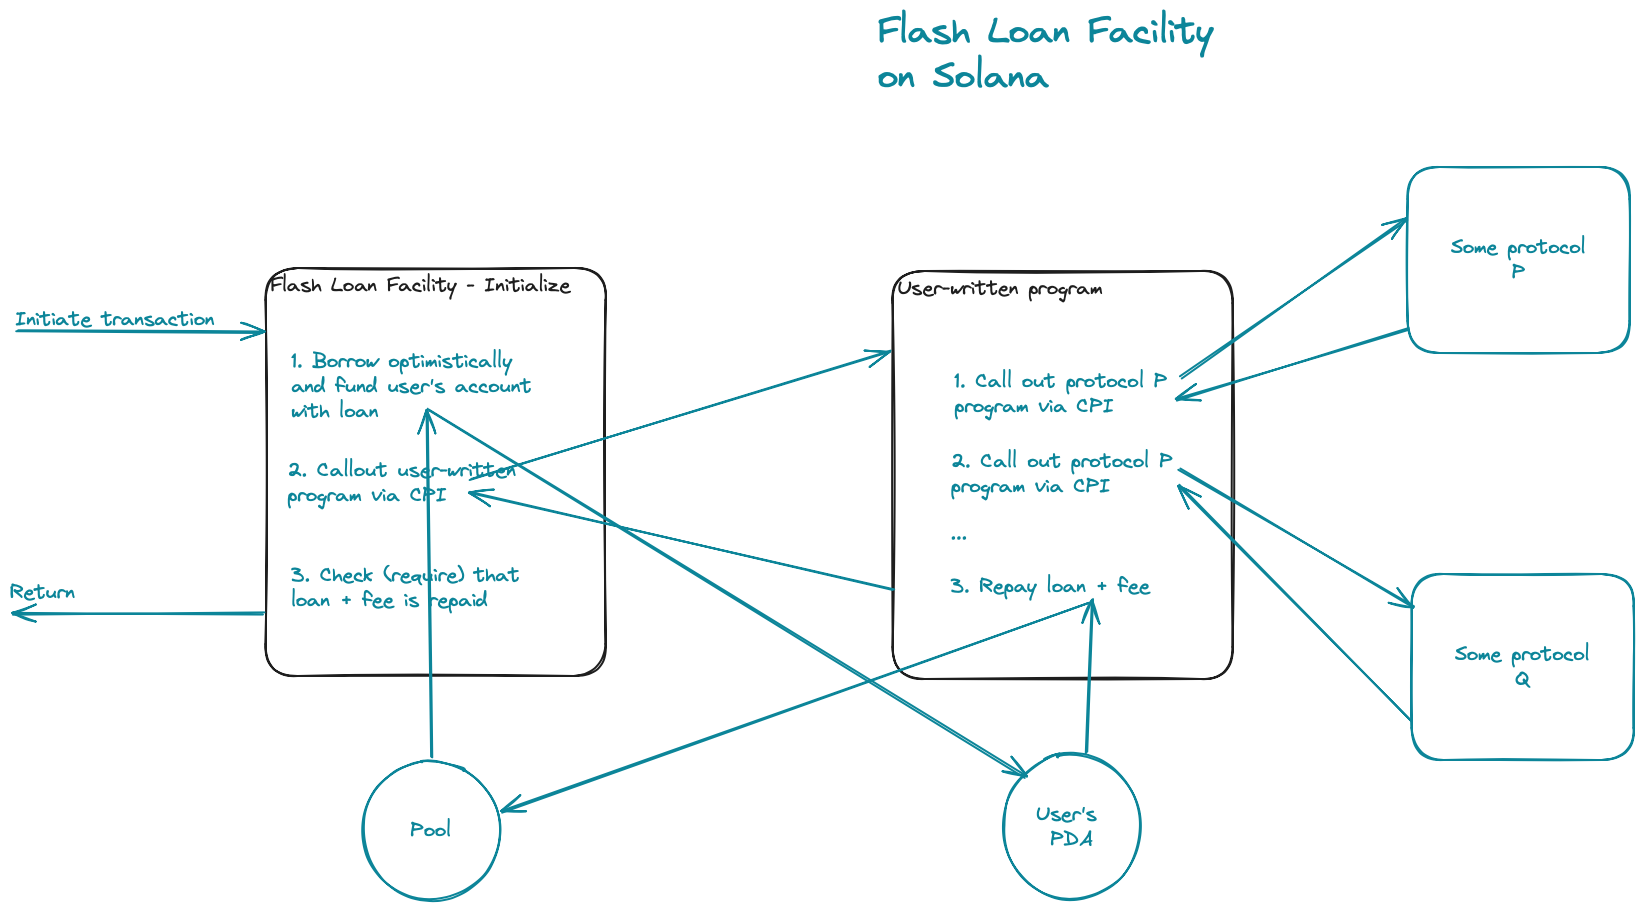 Flash Loan Facility
on Solana
Flash Loan Facility - Initialize
Initiate transaction
1. Borrow optimistically
and fund user's account
with loan
2. Callout user-written
program via CPI
3. Check (require) that
loan + fee is repaid
Return
User-written program
1. Call out protocol P
program via CPI
2. Call out protocol P
program via CPI
...
3. Repay loan + fee
Some protocol
P
Some protocol
Q
Pool
User's
PDA